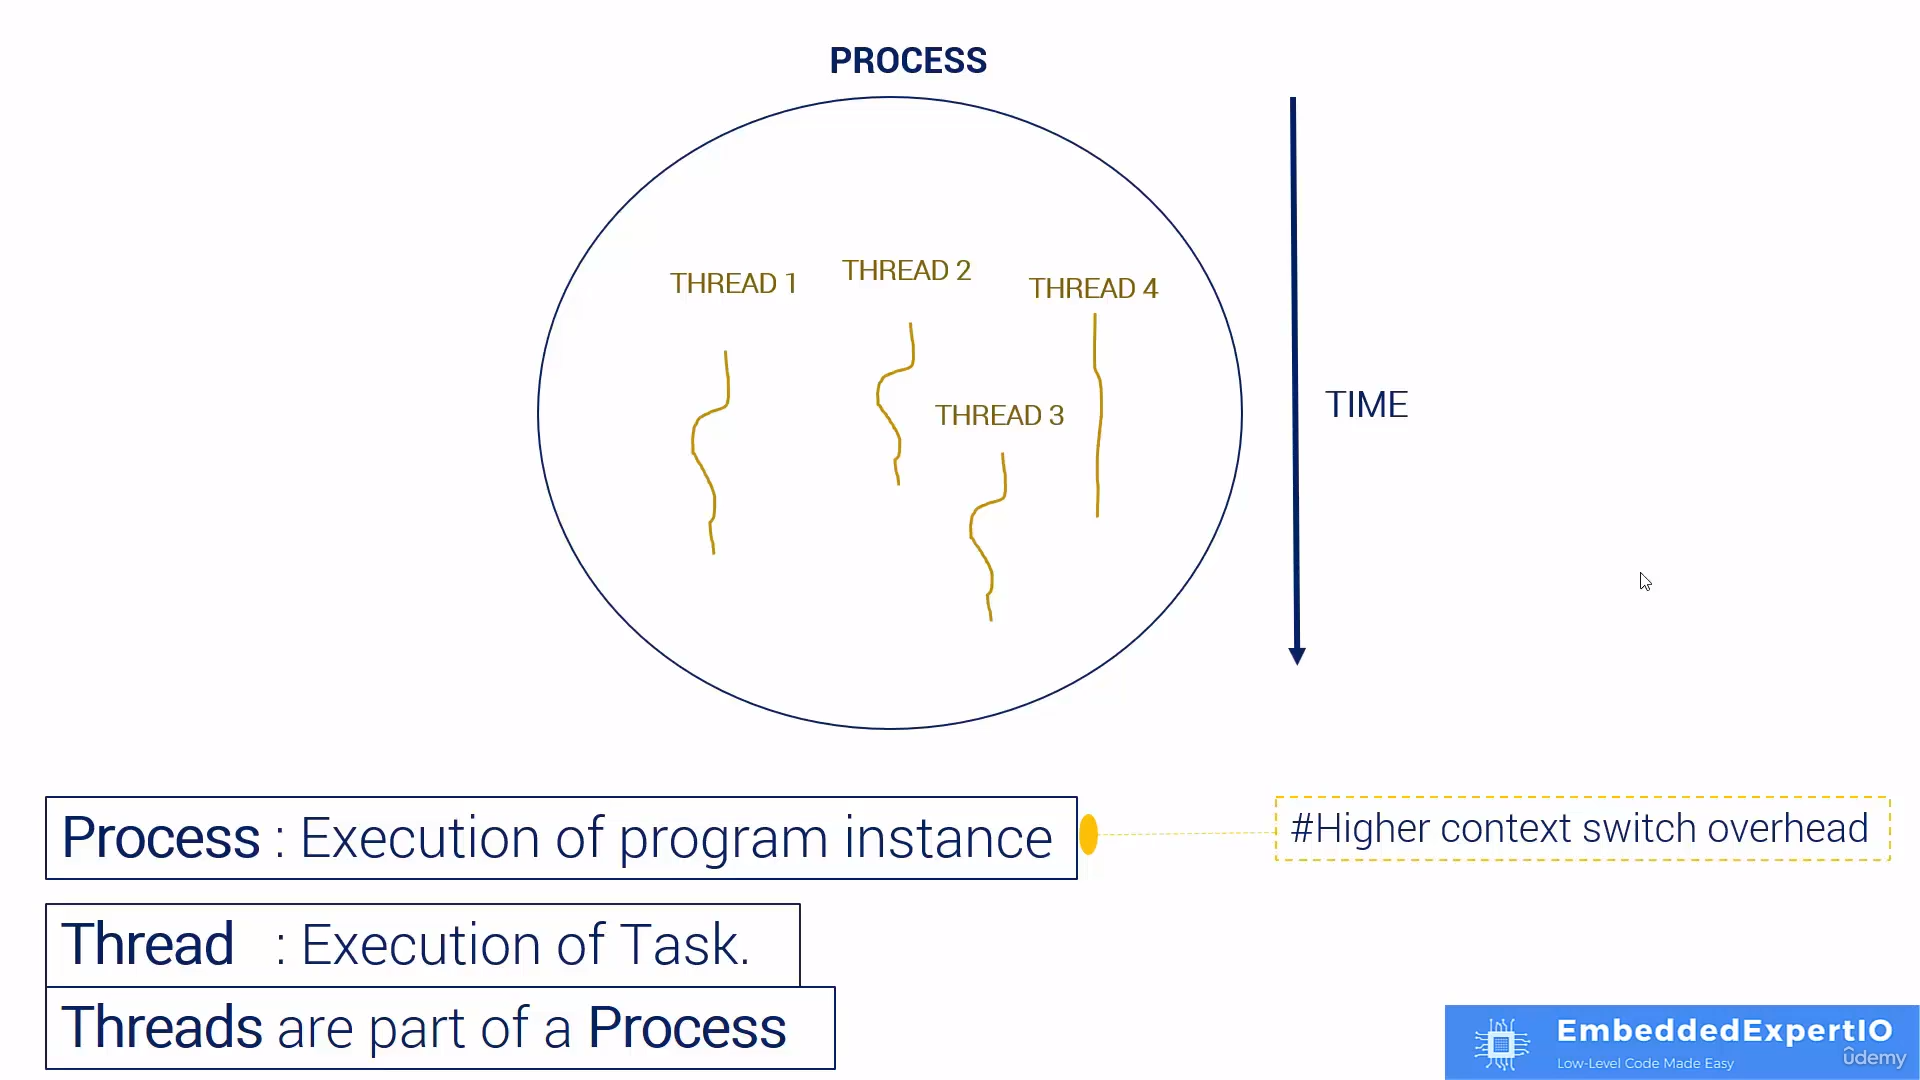 PROCESS
THREAD 1
THREAD 2
THREAD 4
THREAD 3
TIME
Process : Execution of program instance
#Higher context switch overhead
Thread : Execution of Task.
Threads are part of a Process
EmbeddedExpertIO
Low-Level Code Made Easy
ûdemy